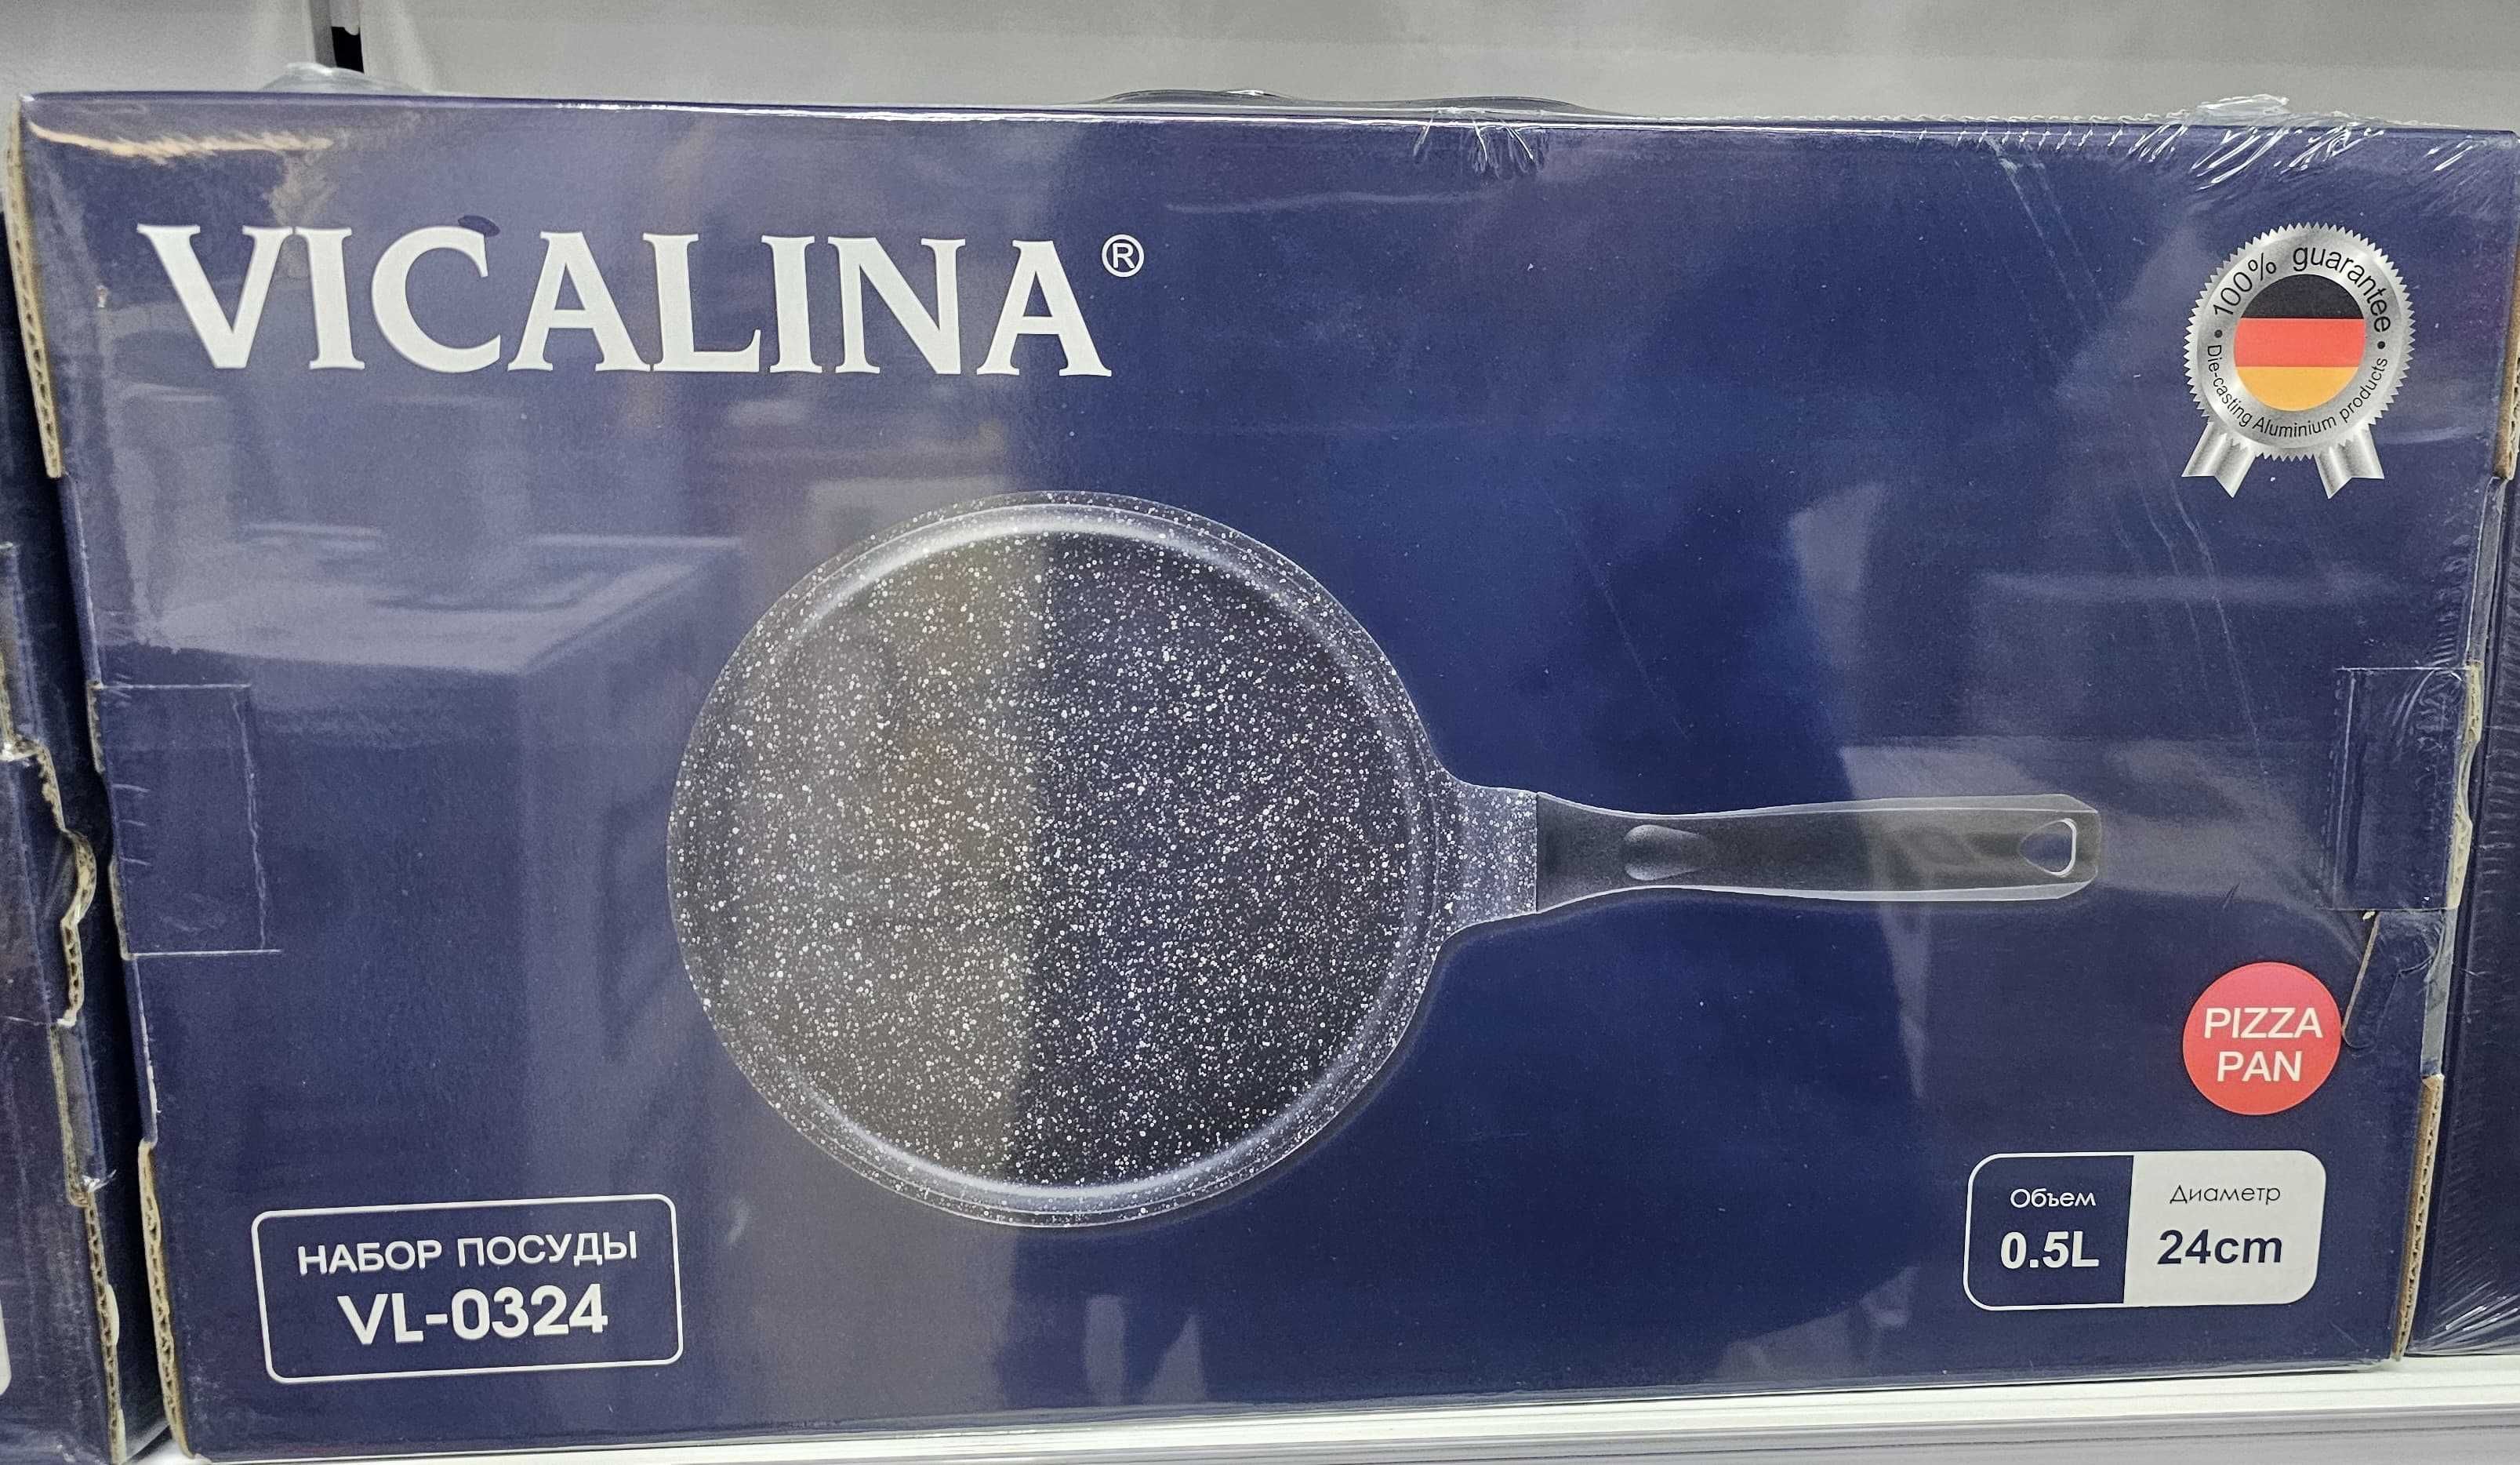 VICALINA®
100% guarantee
Die-casting Aluminium products
PIZZA
PAN
НАБОР ПОСУДЫ
VL-0324
Объем
0.5L
Диаметр
24cm